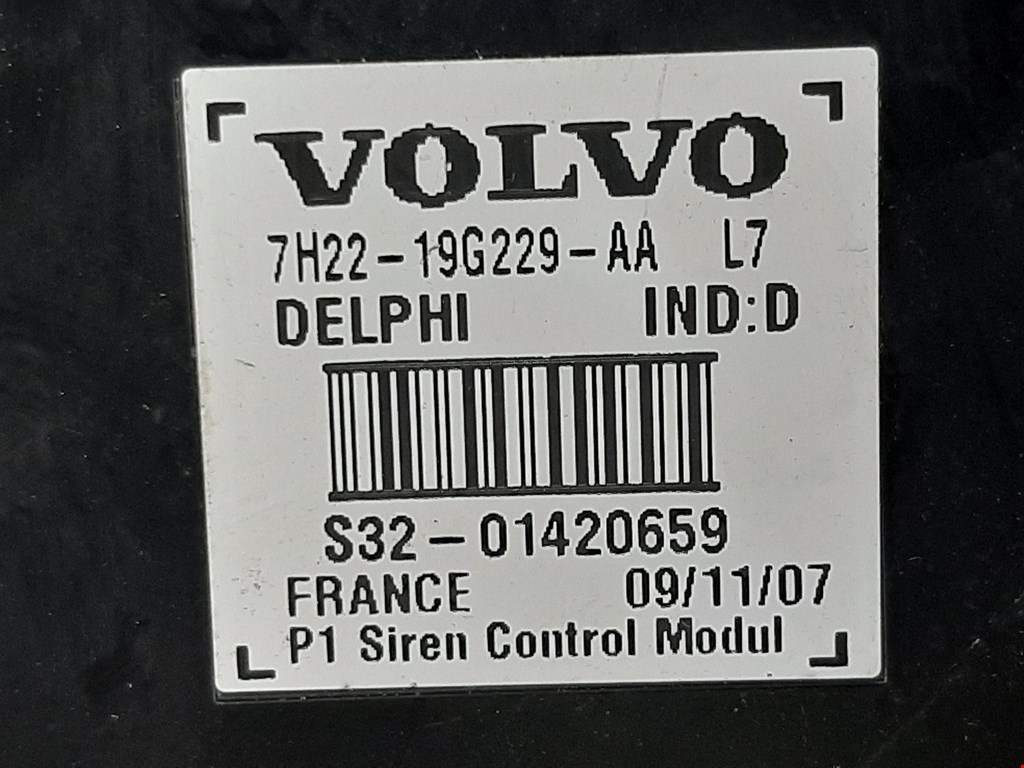 VOLVO
7H22-19G229-AA L7
DELPHI IND:D
S32-01420659
FRANCE 09/11/07
P1 Siren Control Modul